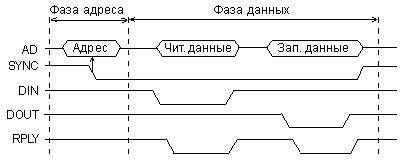 Фаза адреса Фаза данных
AD Адрес Чит.данные Зап. данные
SYNC
DIN
DOUT
RPLY